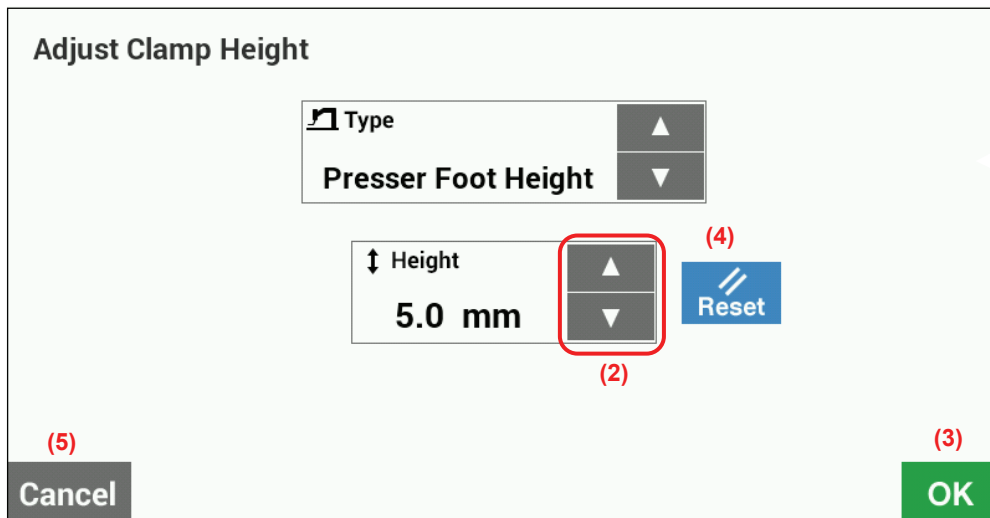 Adjust Clamp Height
Type
Presser Foot Height
(4)
Height
5.0 mm
Reset
(2)
(5)
(3)
Cancel
OK